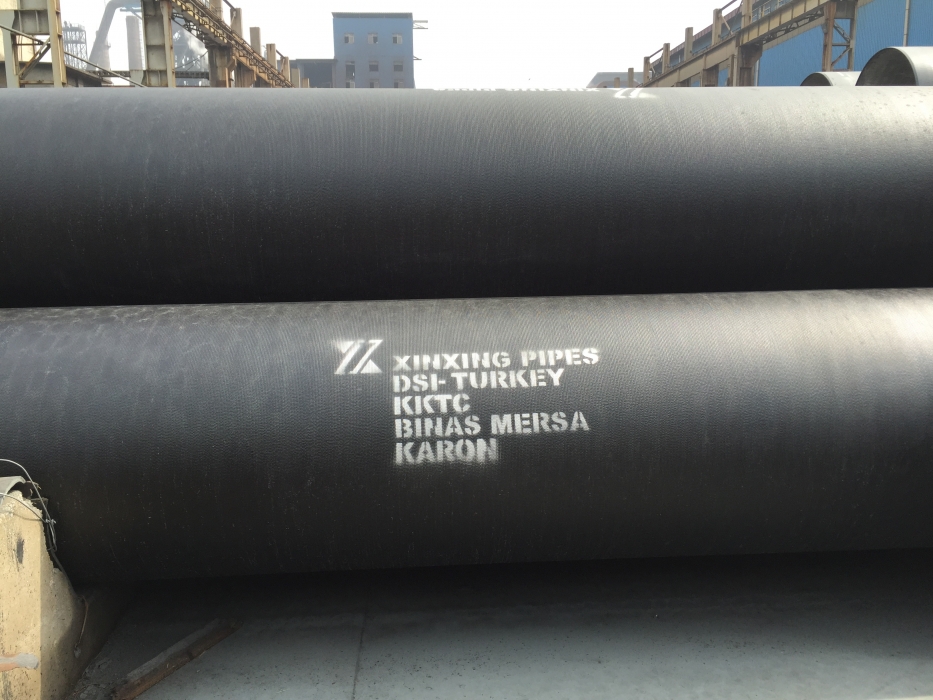 XINXING PIPES
DSI-TURKEY
KKTC
BINAS MERSA
KARON